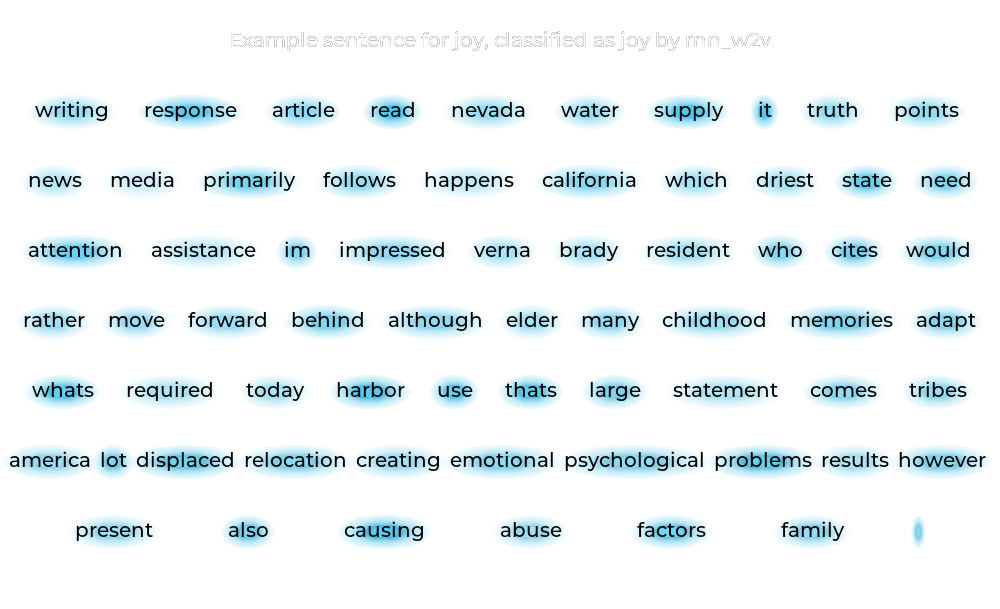 Example sentence for joy, classified as joy by rnn_w2v
writing response article read nevada water supply it truth points
news media primarily follows happens california which driest state need
attention assistance im impressed verna brady resident who cites would
rather move forward behind although elder many childhood memories adapt
whats required today harbor use thats large statement comes tribes
america lot displaced relocation creating emotional psychological problems results however
present also causing abuse factors family 0